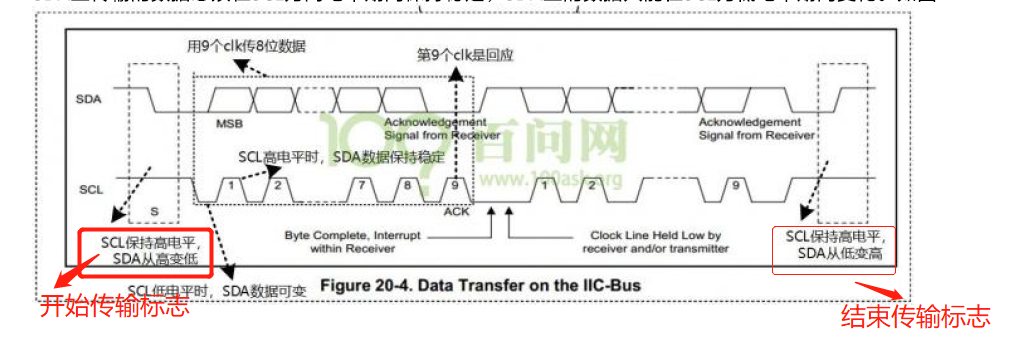 用9个clk传8位数据
第9个clk是回应
SDA
MSB
Acknowledgement
Signal from Receiver
Acknowledgement
Signal from Receiver
百问网
www.100ask.org
SCL高电平时，SDA数据保持稳定
SCL
1
2
7
8
9
1
2
9
S
ACK
Byte Complete, Interrupt
within Receiver
Clock Line Held Low by
receiver and/or transmitter
SCL保持高电平，
SDA从高变低
SCL保持高电平，
SDA从低变高
SCL低电平时，SDA数据可变
Figure 20-4. Data Transfer on the IIC-Bus
开始传输标志
结束传输标志